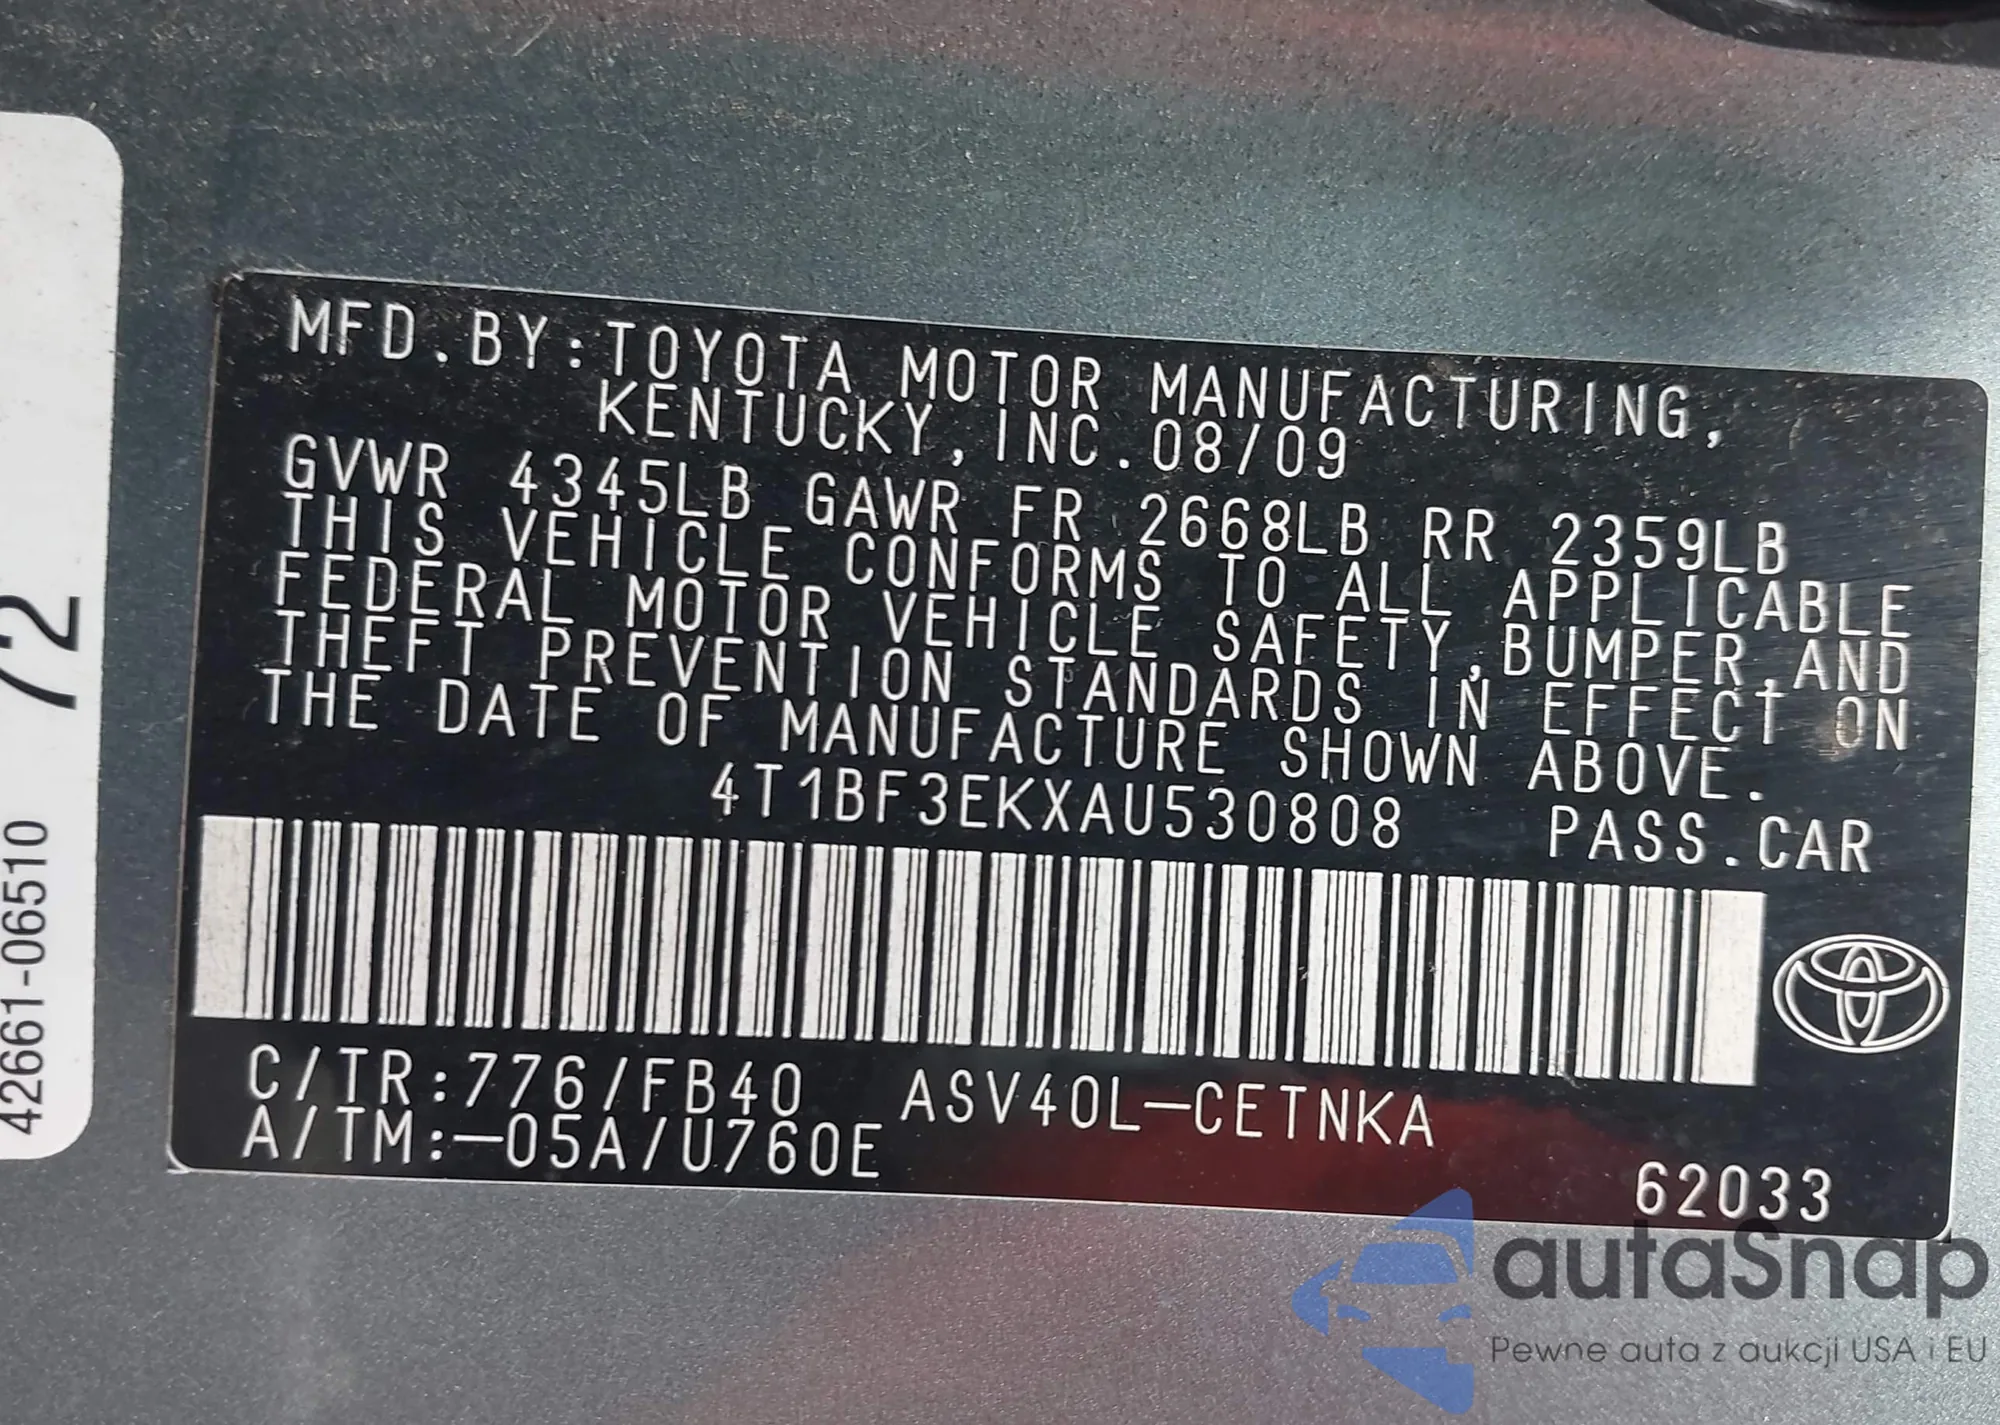 MFD.BY:TOYOTA MOTOR MANUFACTURING,
KENTUCKY,INC.08/09
GVWR 4345LB GAWR FR 2668LB RR 2359LB
THIS VEHICLE CONFORMS TO ALL APPLICABLE
FEDERAL MOTOR VEHICLE SAFETY,BUMPER,AND
THEFT PREVENTION STANDARDS IN EFFECT ON
THE DATE OF MANUFACTURE SHOWN ABOVE.
4T1BF3EKXAU530808 PASS.CAR
C/TR:776/FB40 ASV40L-CETNKA
A/TM:-05A/U760E
62033
42661-06510
72
autaSnap
Pewne auta z aukcji USA i EU